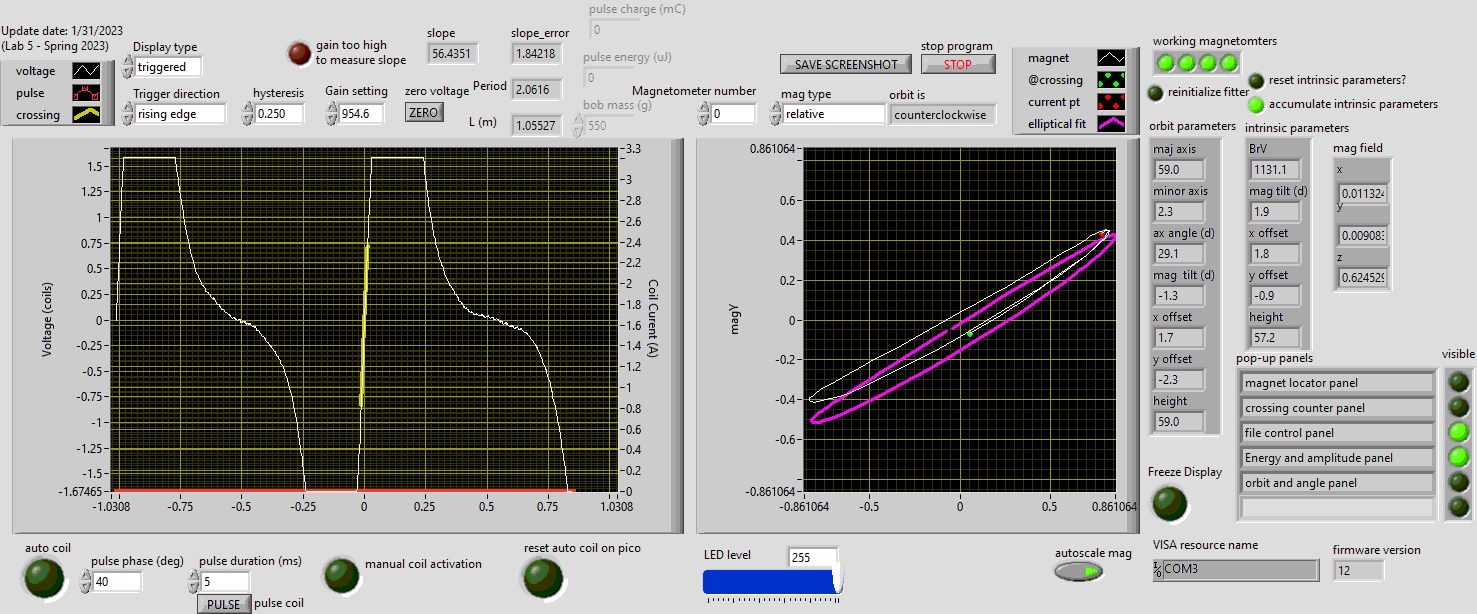 Update date: 1/31/2023
(Lab 5 - Spring 2023)
voltage
pulse
crossing
Display type
triggered
Trigger direction
rising edge
gain too high
to measure slope
hysteresis
0.250
Gain setting
954.6
zero voltage
ZERO
slope
56.4351
slope_error
1.84218
Period
2.0616
L (m)
1.05527
pulse charge (mC)
0
pulse energy (uJ)
0
bob mass (g)
550
Magnetometer number
0
SAVE SCREENSHOT
stop program
STOP
mag type
relative
orbit is
counterclockwise
magnet
@crossing
current pt
elliptical fit
working magnetomters
reset intrinsic parameters?
reinitialize fitter
accumulate intrinsic parameters
orbit parameters
maj axis
59.0
minor axis
2.3
ax angle (d)
29.1
mag tilt (d)
-1.3
x offset
1.7
y offset
-2.3
height
59.0
intrinsic parameters
BrV
1131.1
mag tilt (d)
1.9
x offset
1.8
y offset
-0.9
height
57.2
mag field
x
0.011324
y
0.00908
z
0.62452
pop-up panels
visible
magnet locator panel
crossing counter panel
file control panel
Energy and amplitude panel
orbit and angle panel
Freeze Display
Voltage (coils)
1.5
1.25
1
0.75
0.5
0.25
0
-0.25
-0.5
-0.75
-1
-1.25
-1.5
-1.67465
-1.0308
-0.75
-0.5
-0.25
0
0.25
0.5
0.75
1.0308
3.3
3
2.8
2.6
2.4
2.2
2
1.8
1.6
1.4
1.2
1
0.8
0.6
0.4
0.2
0
Coil Curent (A)
magy
0.861064
0.6
0.4
0.2
0
-0.2
-0.4
-0.6
-0.861064
-0.861064
-0.5
0
0.5
0.861064
auto coil
pulse phase (deg)
40
pulse duration (ms)
5
PULSE
pulse coil
manual coil activation
reset auto coil on pico
LED level
255
autoscale mag
VISA resource name
COM3
firmware version
12